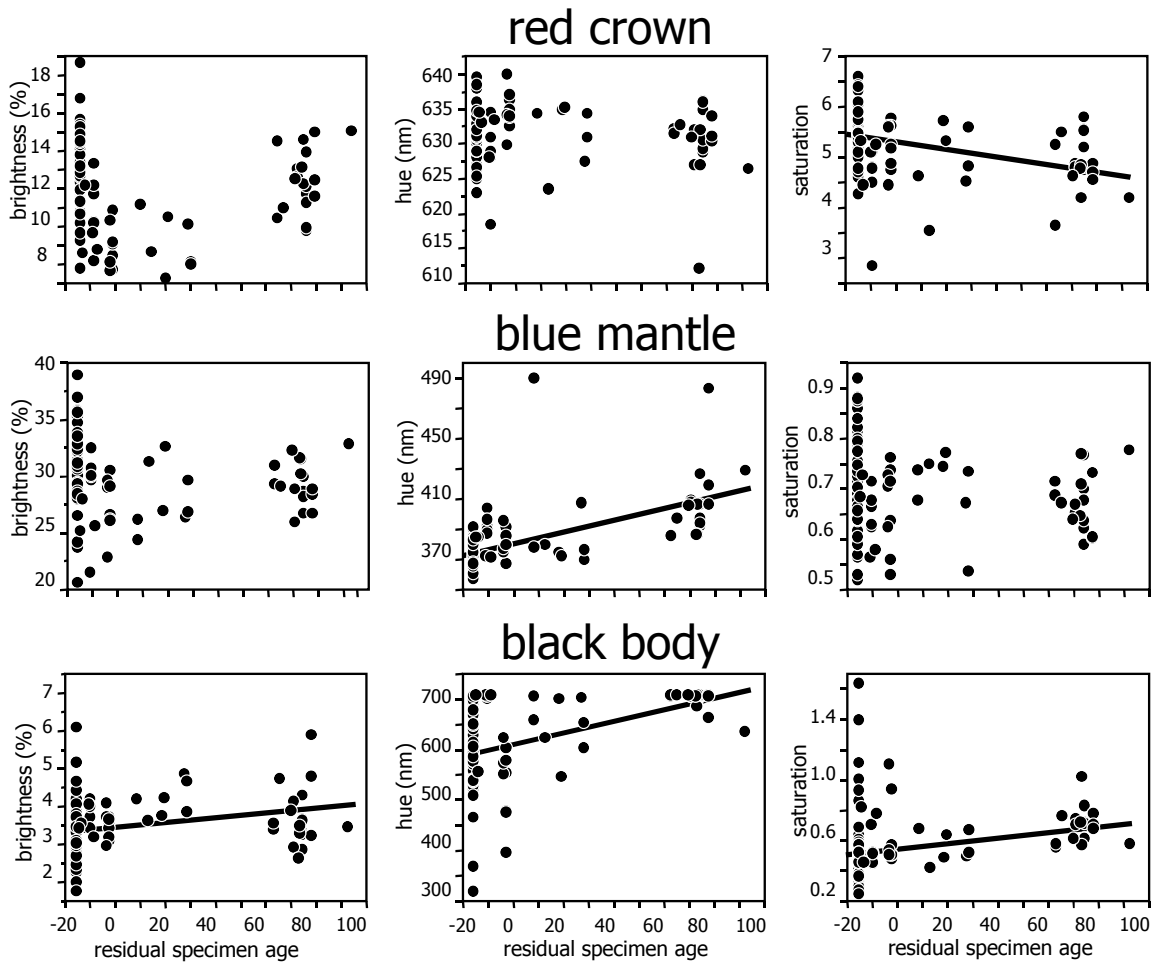 red crown
brightness (%)
18
16
14
12
10
8
hue (nm)
640
635
630
625
620
615
610
saturation
7
6
5
4
3
blue mantle
brightness (%)
40
35
30
25
20
hue (nm)
490
450
410
370
saturation
0.9
0.8
0.7
0.6
0.5
black body
brightness (%)
7
6
5
4
3
2
-20 0 20 40 60 80 100
residual specimen age
hue (nm)
700
600
500
400
300
-20 0 20 40 60 80 100
residual specimen age
saturation
1.4
1.0
0.6
0.2
-20 0 20 40 60 80 100
residual specimen age